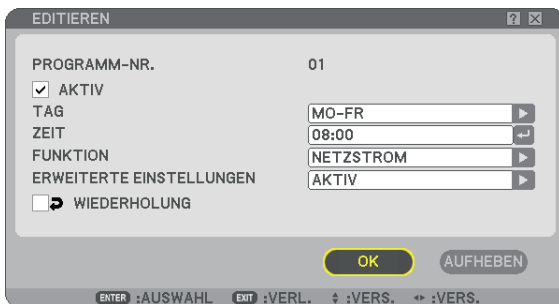 EDITIEREN
PROGRAMM-NR. 01
AKTIV
TAG MO-FR
ZEIT 08:00
FUNKTION NETZSTROM
ERWEITERTE EINSTELLUNGEN AKTIV
WIEDERHOLUNG
OK AUFHEBEN
ENTER :AUSWAHL EXIT :VERL. :VERS. :VERS.